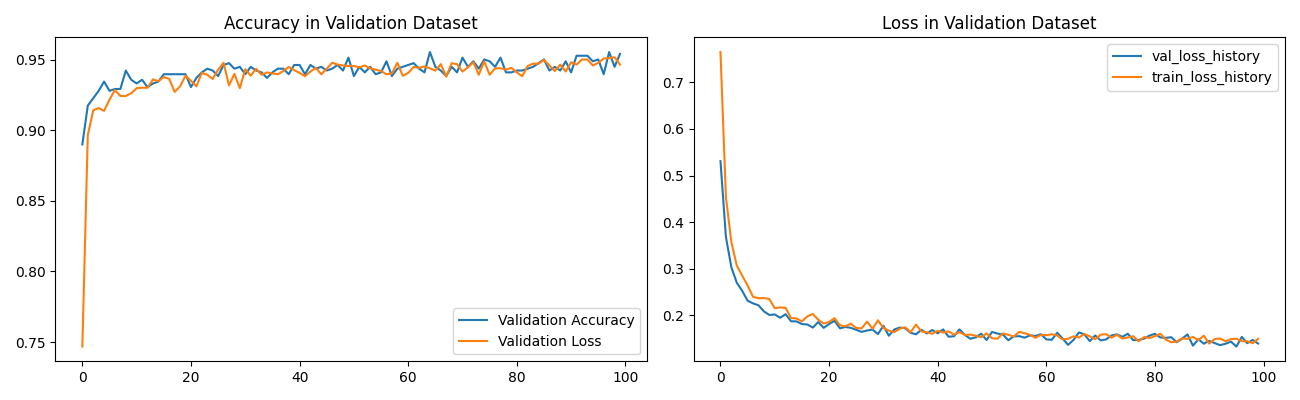 Accuracy in Validation Dataset
0.95
0.90
0.85
0.80
0.75
0 20 40 60 80 100
Validation Accuracy
Validation Loss
Loss in Validation Dataset
0.7
0.6
0.5
0.4
0.3
0.2
0 20 40 60 80 100
val_loss_history
train_loss_history